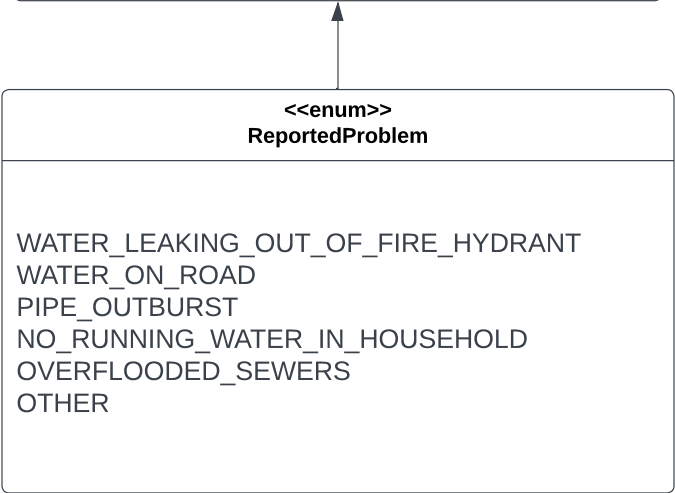 <<enum>>
ReportedProblem
WATER_LEAKING_OUT_OF_FIRE_HYDRANT
WATER_ON_ROAD
PIPE_OUTBURST
NO_RUNNING_WATER_IN_HOUSEHOLD
OVERFLOODED_SEWERS
OTHER